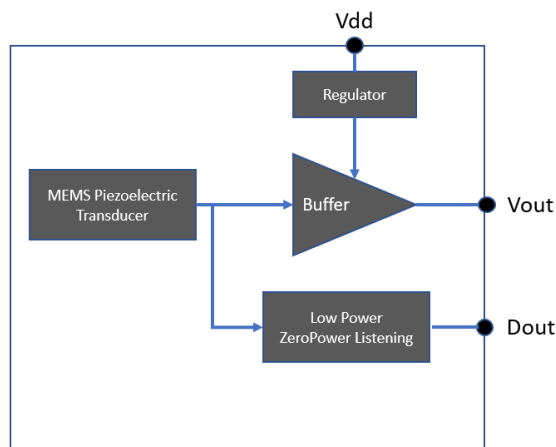 Vdd
Regulator
MEMS Piezoelectric
Transducer
Buffer
Vout
Low Power
ZeroPower Listening
Dout